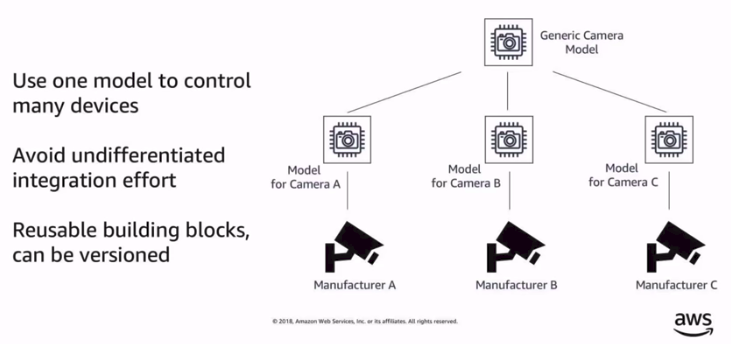 Use one model to control
many devices
Avoid undifferentiated
integration effort
Reusable building blocks,
can be versioned
Generic Camera
Model
Model
for Camera A
Model
for Camera B
Model
for Camera C
Manufacturer A
Manufacturer B
Manufacturer C
© 2018, Amazon Web Services, Inc. or its affiliates. All rights reserved.
aws